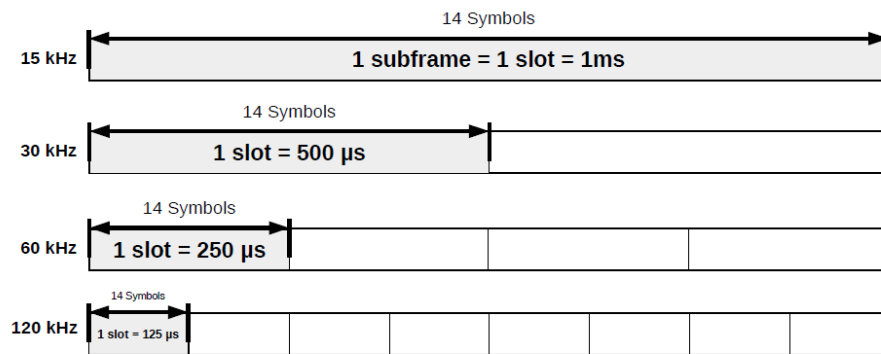 14 Symbols
15 kHz
1 subframe = 1 slot = 1ms
14 Symbols
30 kHz
1 slot = 500 µs
14 Symbols
60 kHz
1 slot = 250 µs
14 Symbols
120 kHz
1 slot = 125 µs